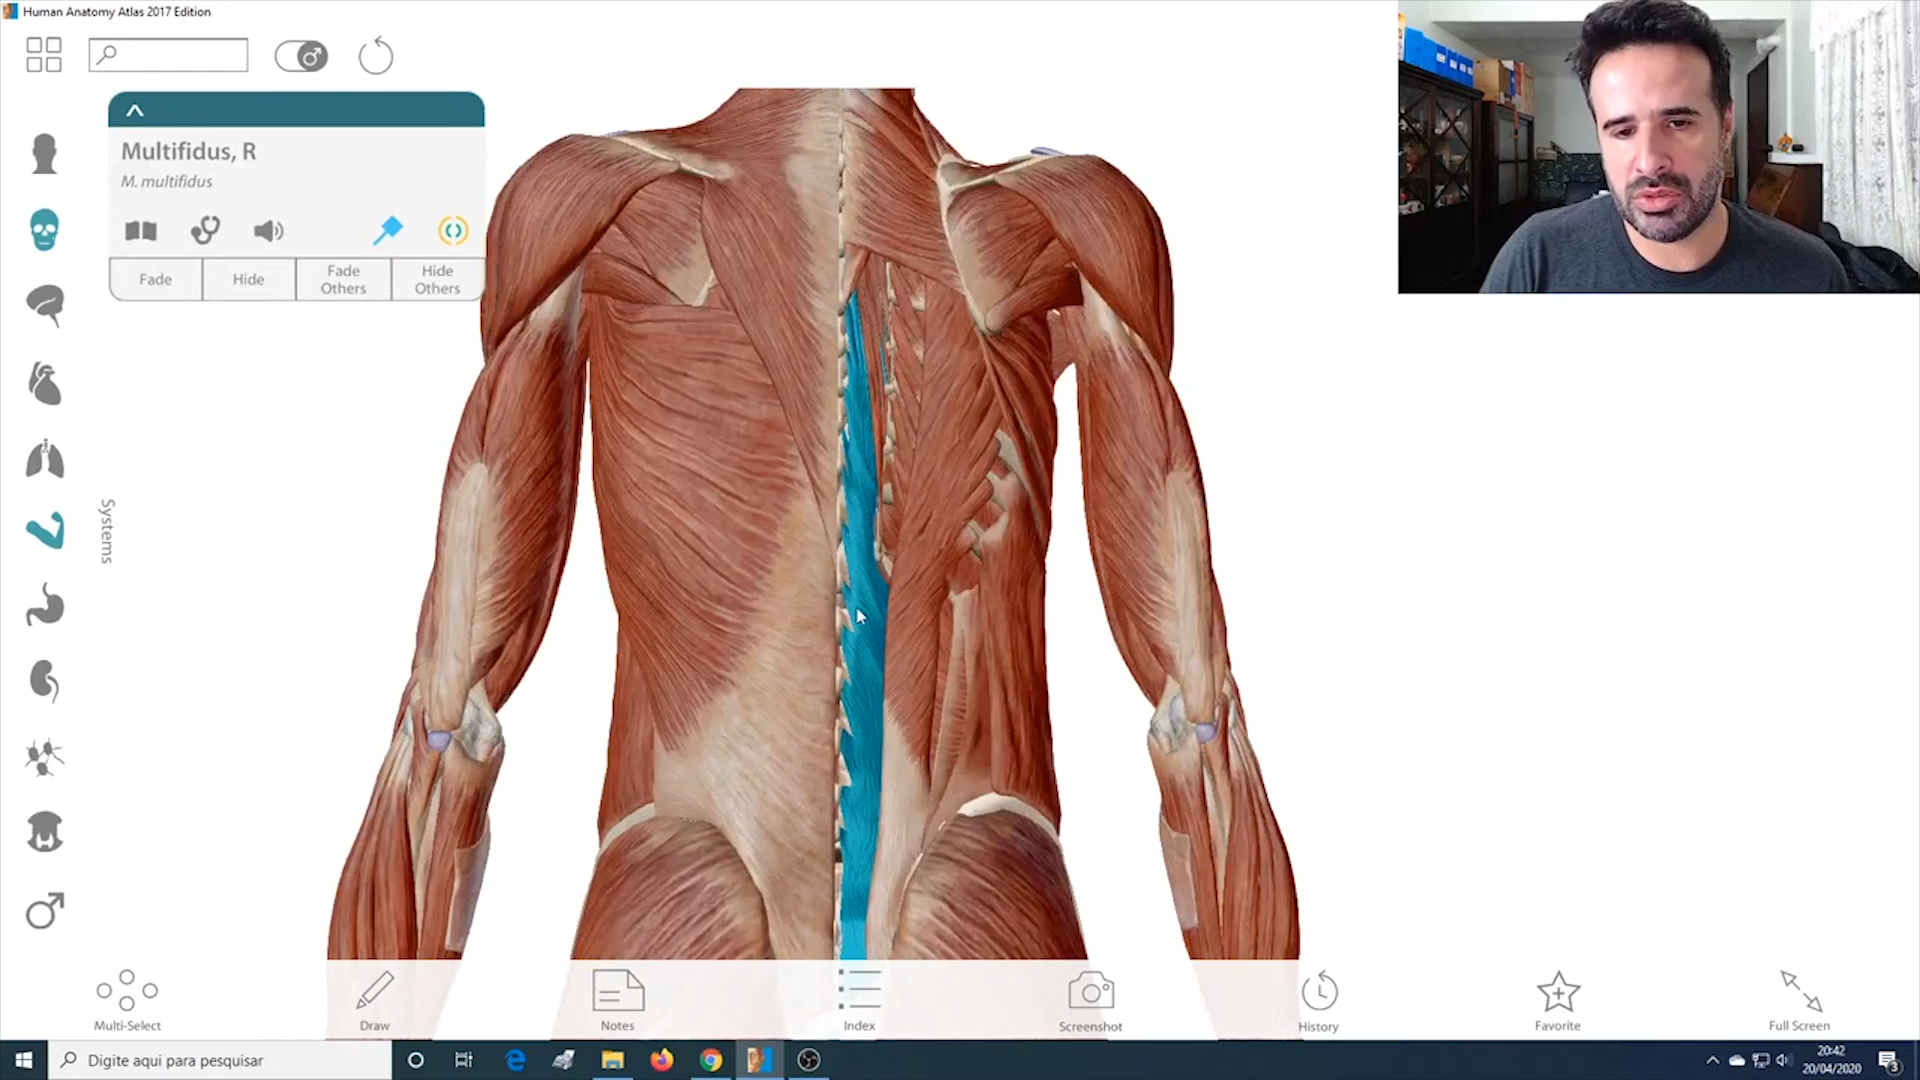 Human Anatomy Atlas 2017 Edition
Multifidus, R
M. multifidus
Fade
Hide
Fade Others
Hide Others
Systems
Multi-Select
Draw
Notes
Index
Screenshot
History
Favorite
Full Screen
Digite aqui para pesquisar
20:42
20/04/2020
3